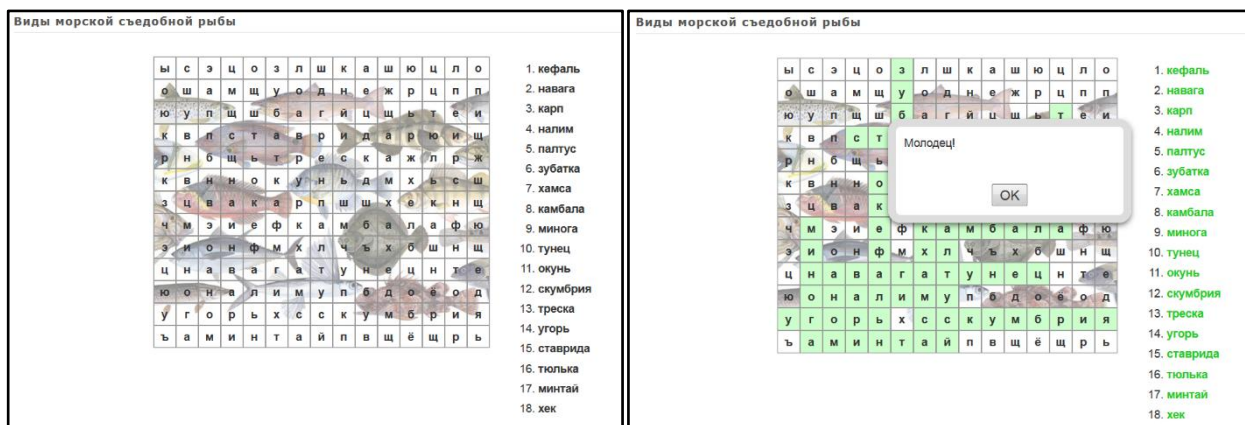 Виды морской съедобной рыбы
ы с э ц о з л ш к а ш ю ц л о
о ш а м щ у о д н е ж р ц п п
ю у п щ ш б а г й ц щ ь т е и
к в п с т а в р и д а р ю и щ
р н б щ ь т р е с к а ж л р ж
к в н н о к у н ь д м х ь с ш
з ц в а к а р п ш ш х е к н щ
ч м э и е ф к а м б а л а ф ю
э и о н ф м х л ч ъ х б ш н щ
ц н а в а г а т у н е ц н т е
ю о н а л и м у п б д о ё о д
у г о р ь х с с к у м б р и я
ъ а м и н т а й п в щ ё щ р ь
1. кефаль
2. навага
3. карп
4. налим
5. палтус
6. зубатка
7. хамса
8. камбала
9. минога
10. тунец
11. окунь
12. скумбрия
13. треска
14. угорь
15. ставрида
16. тюлька
17. минтай
18. хек
Виды морской съедобной рыбы
ы с э ц о з л ш к а ш ю ц л о
о ш а м щ у о д н е ж р ц п п
ю у п щ ш б а г й ц щ ь т е и
к в п с т
р н б щ ь
к в н н о
з ц в а к
ч м э и е ф к а м б а л а ф ю
э и о н ф м х л ч ъ х б ш н щ
ц н а в а г а т у н е ц н т е
ю о н а л и м у п б д о ё о д
у г о р ь х с с к у м б р и я
ъ а м и н т а й п в щ ё щ р ь
Молодец!
OK
1. кефаль
2. навага
3. карп
4. налим
5. палтус
6. зубатка
7. хамса
8. камбала
9. минога
10. тунец
11. окунь
12. скумбрия
13. треска
14. угорь
15. ставрида
16. тюлька
17. минтай
18. хек